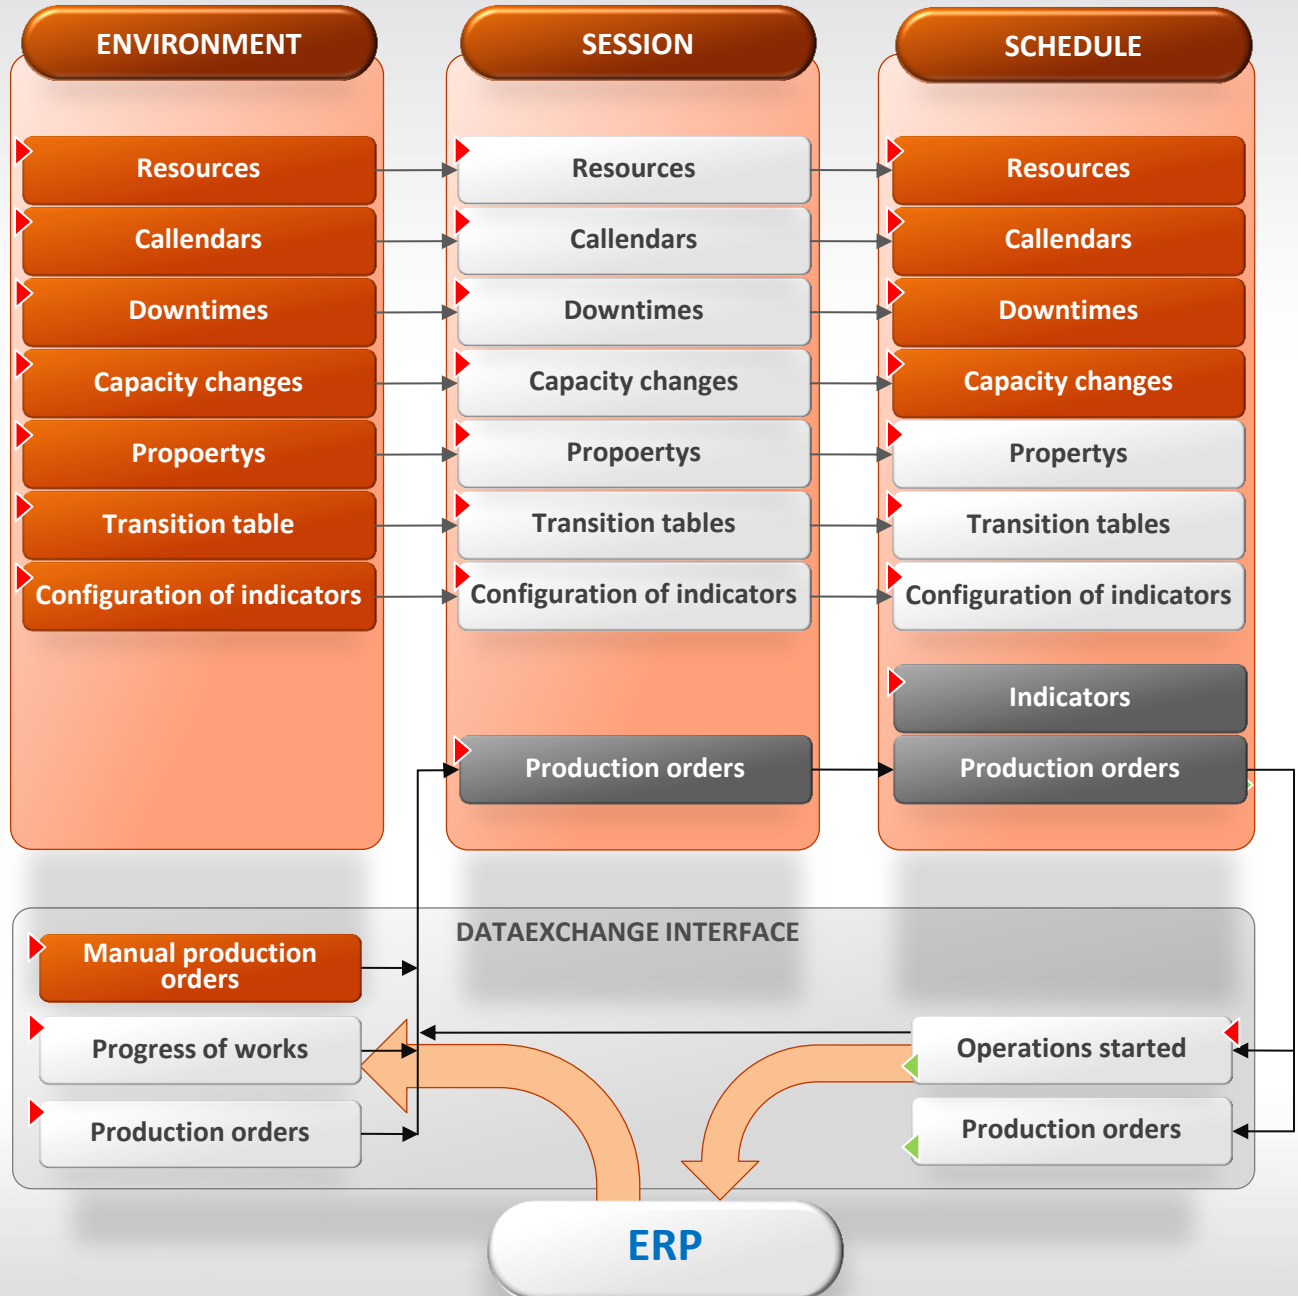 ENVIRONMENT
Resources
Callendars
Downtimes
Capacity changes
Propoertys
Transition table
Configuration of indicators
SESSION
Resources
Callendars
Downtimes
Capacity changes
Propoertys
Transition tables
Configuration of indicators
Production orders
SCHEDULE
Resources
Callendars
Downtimes
Capacity changes
Propertys
Transition tables
Configuration of indicators
Indicators
Production orders
DATAEXCHANGE INTERFACE
Manual production
orders
Progress of works
Production orders
Operations started
Production orders
ERP